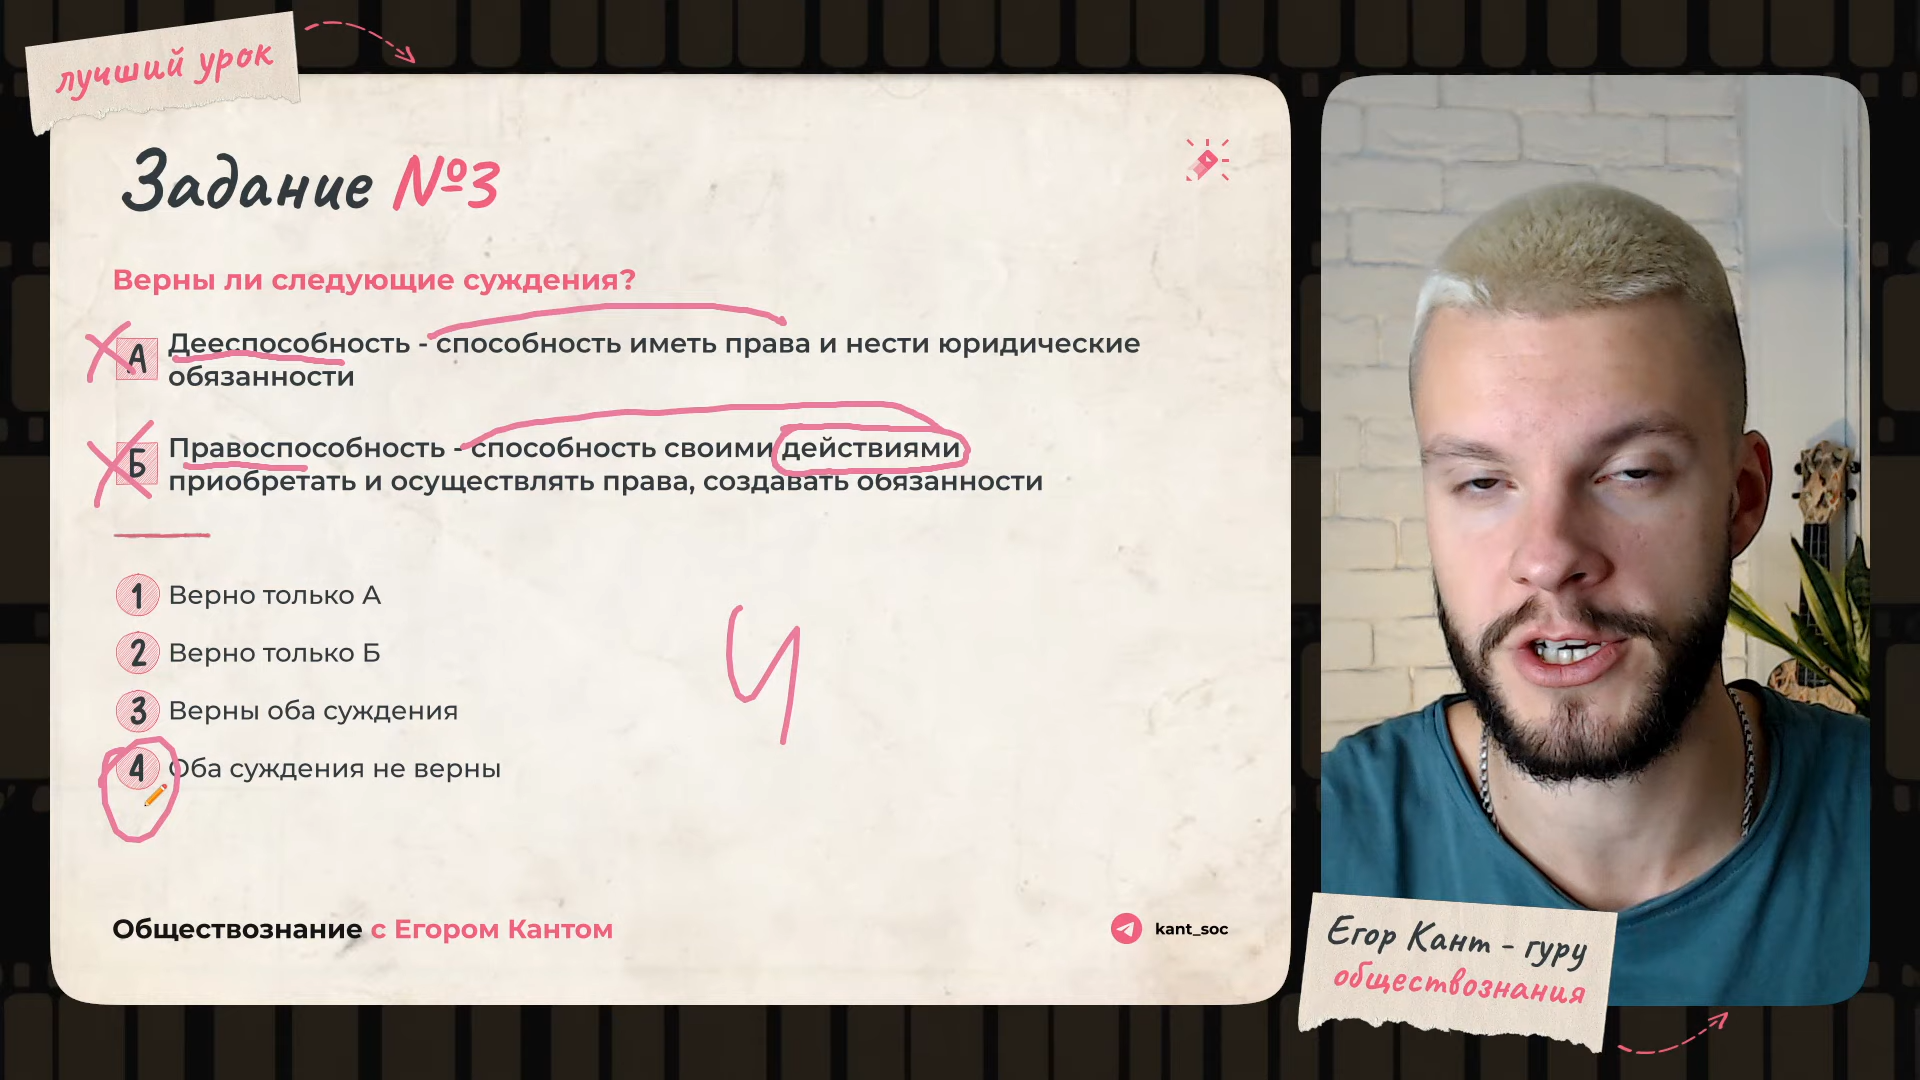 лучший урок
Задание №3
Верны ли следующие суждения?
А
Дееспособность - способность иметь права и нести юридические
обязанности
Б
Правоспособность - способность своими действиями
приобретать и осуществлять права, создавать обязанности
1 Верно только А
2 Верно только Б
3 Верны оба суждения
4 Оба суждения не верны
4
Обществознание с Егором Кантом
kant_soc
Егор Кант - гуру
обществознания